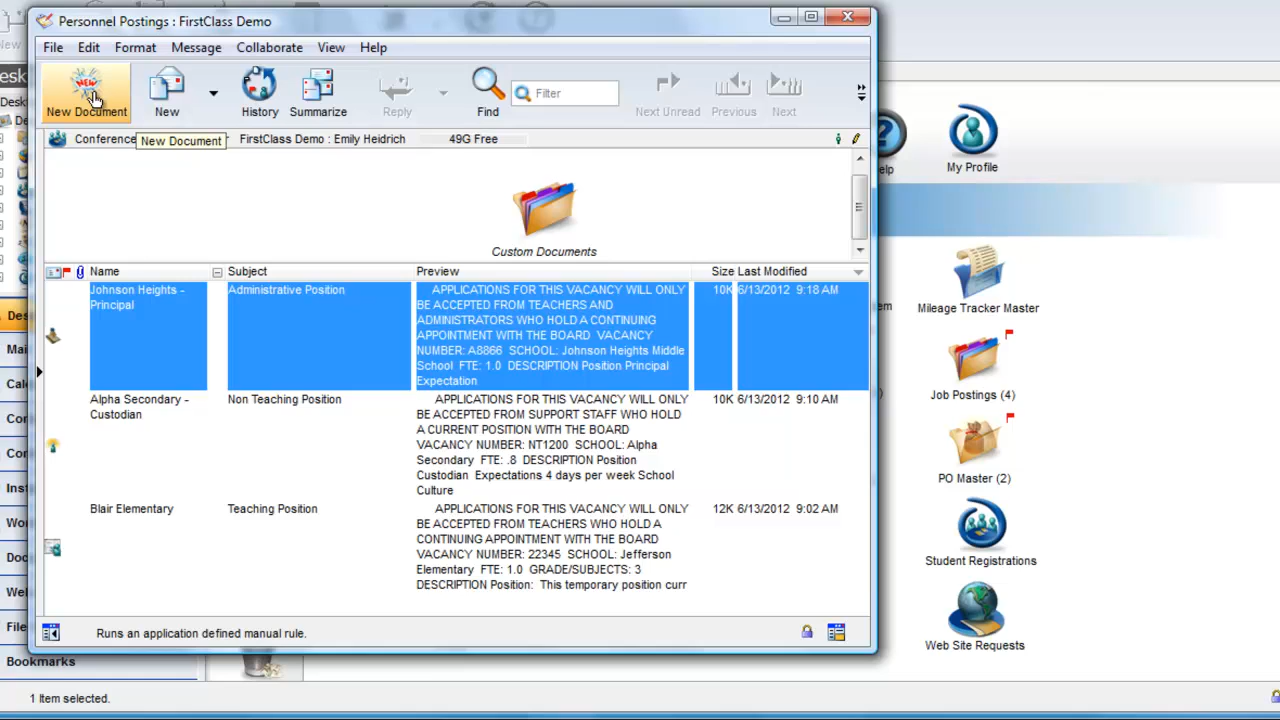 Personnel Postings : FirstClass Demo
File Edit Format Message Collaborate View Help
New Document New History Summarize Reply Find Filter Next Unread Previous Next
Conference FirstClass Demo : Emily Heidrich 49G Free
New Document
Custom Documents
Name Subject Preview Size Last Modified
Johnson Heights - Principal
Administrative Position
APPLICATIONS FOR THIS VACANCY WILL ONLY
BE ACCEPTED FROM TEACHERS AND
ADMINISTRATORS WHO HOLD A CONTINUING
APPOINTMENT WITH THE BOARD VACANCY
NUMBER: A8866 SCHOOL: Johnson Heights Middle
School FTE: 1.0 DESCRIPTION Position Principal
Expectation
10K 6/13/2012 9:18 AM
Alpha Secondary -
Custodian
Non Teaching Position
APPLICATIONS FOR THIS VACANCY WILL ONLY
BE ACCEPTED FROM SUPPORT STAFF WHO HOLD
A CURRENT POSITION WITH THE BOARD
VACANCY NUMBER: NT1200 SCHOOL: Alpha
Secondary FTE: .8 DESCRIPTION Position
Custodian Expectations 4 days per week School
Culture
10K 6/13/2012 9:10 AM
Blair Elementary
Teaching Position
APPLICATIONS FOR THIS VACANCY WILL ONLY
BE ACCEPTED FROM TEACHERS WHO HOLD A
CONTINUING APPOINTMENT WITH THE BOARD
VACANCY NUMBER: 22345 SCHOOL: Jefferson
Elementary FTE: 1.0 GRADE/SUBJECTS: 3
DESCRIPTION Position: This temporary position curr
12K 6/13/2012 9:02 AM
Runs an application defined manual rule.
My Profile
Mileage Tracker Master
Job Postings (4)
PO Master (2)
Student Registrations
Web Site Requests
Bookmarks
1 Item selected.